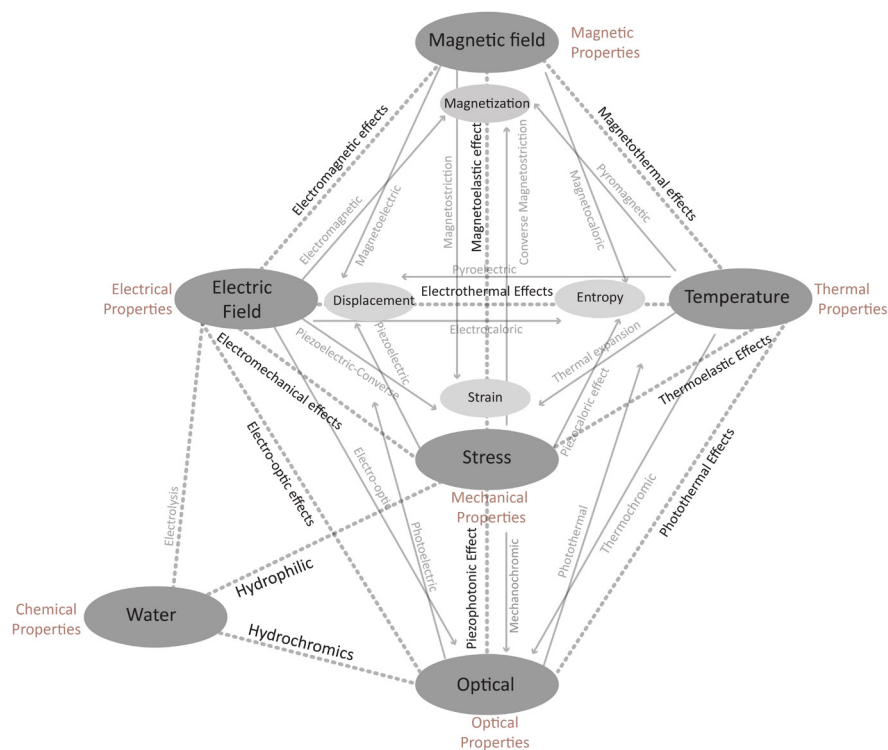 Magnetic field
Magnetic
Properties
Magnetization
Electromagnetic effects
Magnetothermal effects
Magnetoelastic effect
Magnetostriction
Converse Magnetostriction
Electromagnetic
Magnetoelectric
Magnetocaloric
Pyromagnetic
Electrical
Properties
Electric
Field
Displacement
Pyroelectric
Electrothermal Effects
Electrocaloric
Entropy
Temperature
Thermal
Properties
Electromechanical effects
Piezoelectric-Converse
Piezoelectric
Thermal expansion
Piezocaloric effect
Thermoelastic Effects
Strain
Stress
Mechanical
Properties
Electro-optic effects
Electro-optic
Photoelectric
Electrolysis
Hydrophilic
Piezophotonic Effect
Mechanochromic
Photothermal
Thermochromic
Photothermal Effects
Chemical
Properties
Water
Hydrochromics
Optical
Optical
Properties